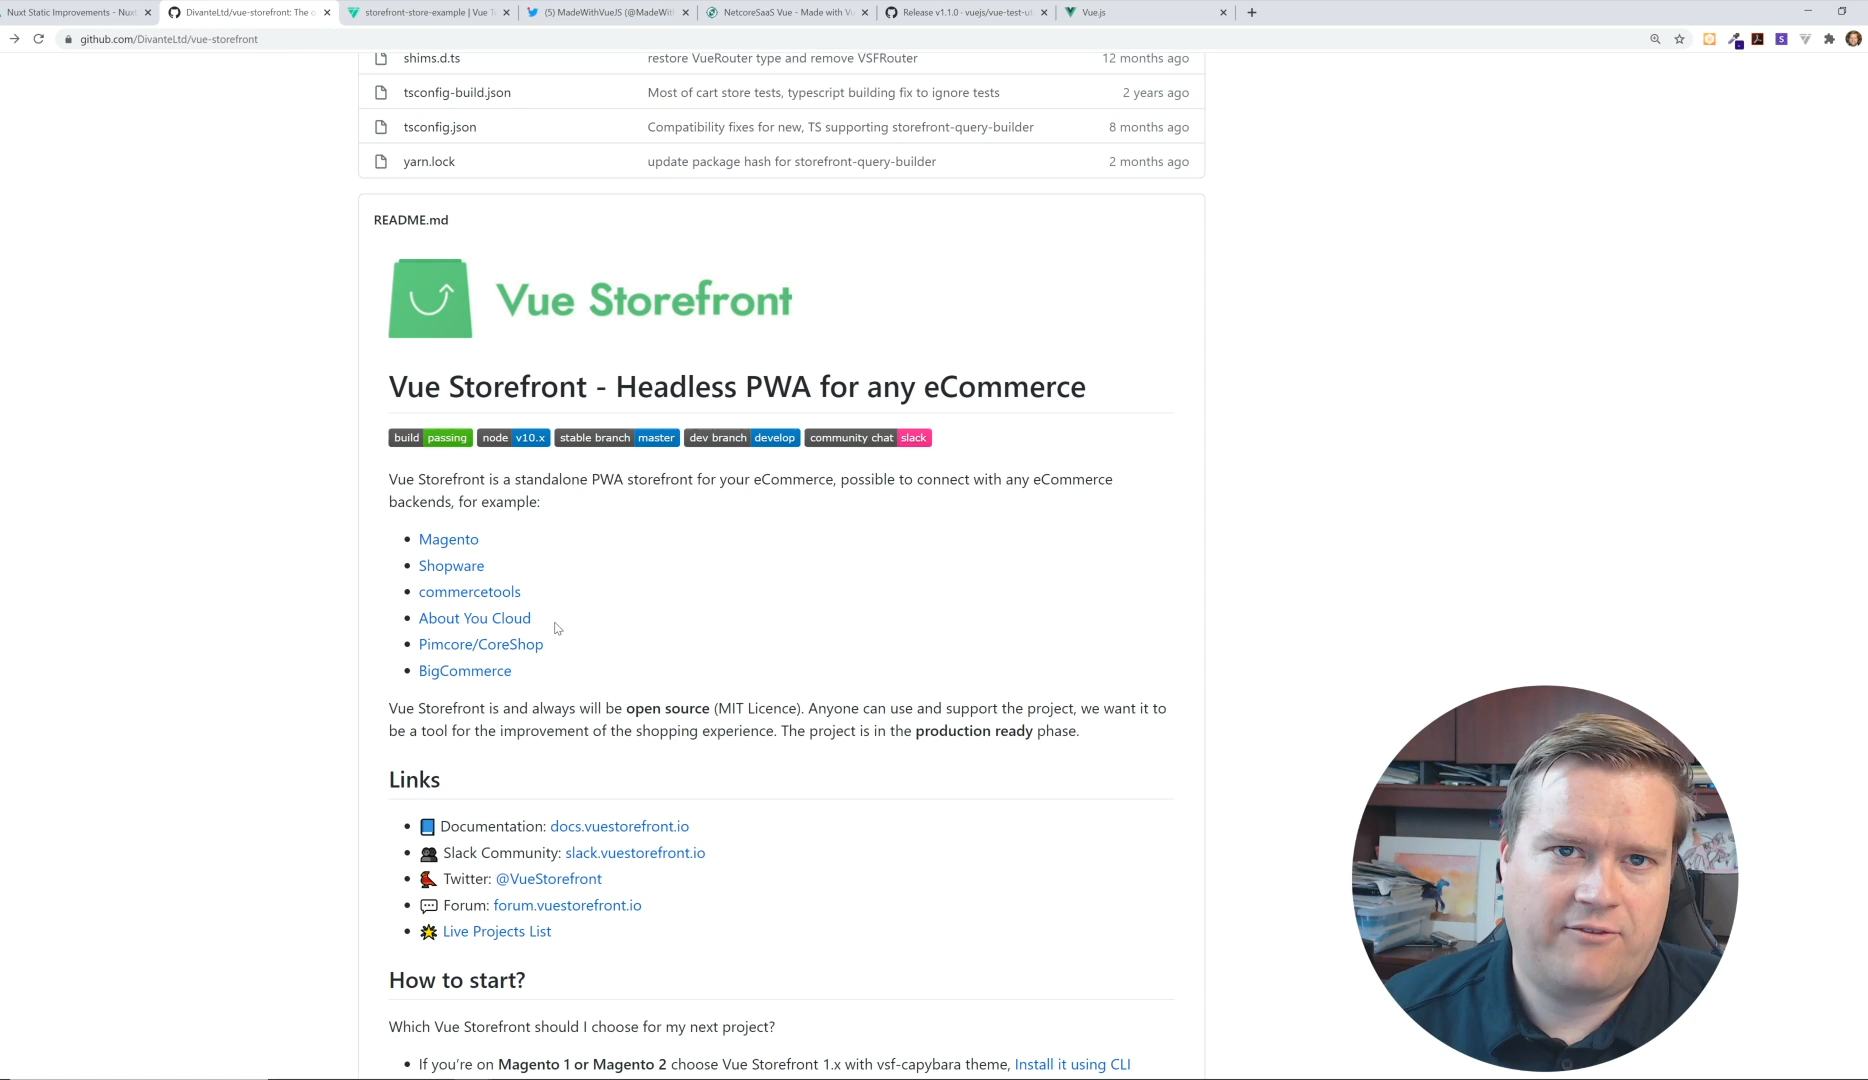 Nuxt Static Improvements - Nux
DivanteLtd/vue-storefront: The o
storefront-store-example | Vue T
(5) MadeWithVueJS (@MadeWit
NetcoreSaaS Vue - Made with Vu
Release v1.1.0 · vuejs/vue-test-ut
Vue.js
github.com/DivanteLtd/vue-storefront
shims.d.ts restore VueRouter type and remove VSFRouter 12 months ago
tsconfig-build.json Most of cart store tests, typescript building fix to ignore tests 2 years ago
tsconfig.json Compatibility fixes for new, TS supporting storefront-query-builder 8 months ago
yarn.lock update package hash for storefront-query-builder 2 months ago
README.md
Vue Storefront
Vue Storefront - Headless PWA for any eCommerce
build passing node v10.x stable branch master dev branch develop community chat slack
Vue Storefront is a standalone PWA storefront for your eCommerce, possible to connect with any eCommerce
backends, for example:
• Magento
• Shopware
• commercetools
• About You Cloud
• Pimcore/CoreShop
• BigCommerce
Vue Storefront is and always will be open source (MIT Licence). Anyone can use and support the project, we want it to
be a tool for the improvement of the shopping experience. The project is in the production ready phase.
Links
• Documentation: docs.vuestorefront.io
• Slack Community: slack.vuestorefront.io
• Twitter: @VueStorefront
• Forum: forum.vuestorefront.io
• Live Projects List
How to start?
Which Vue Storefront should I choose for my next project?
• If you're on Magento 1 or Magento 2 choose Vue Storefront 1.x with vsf-capybara theme, Install it using CLI